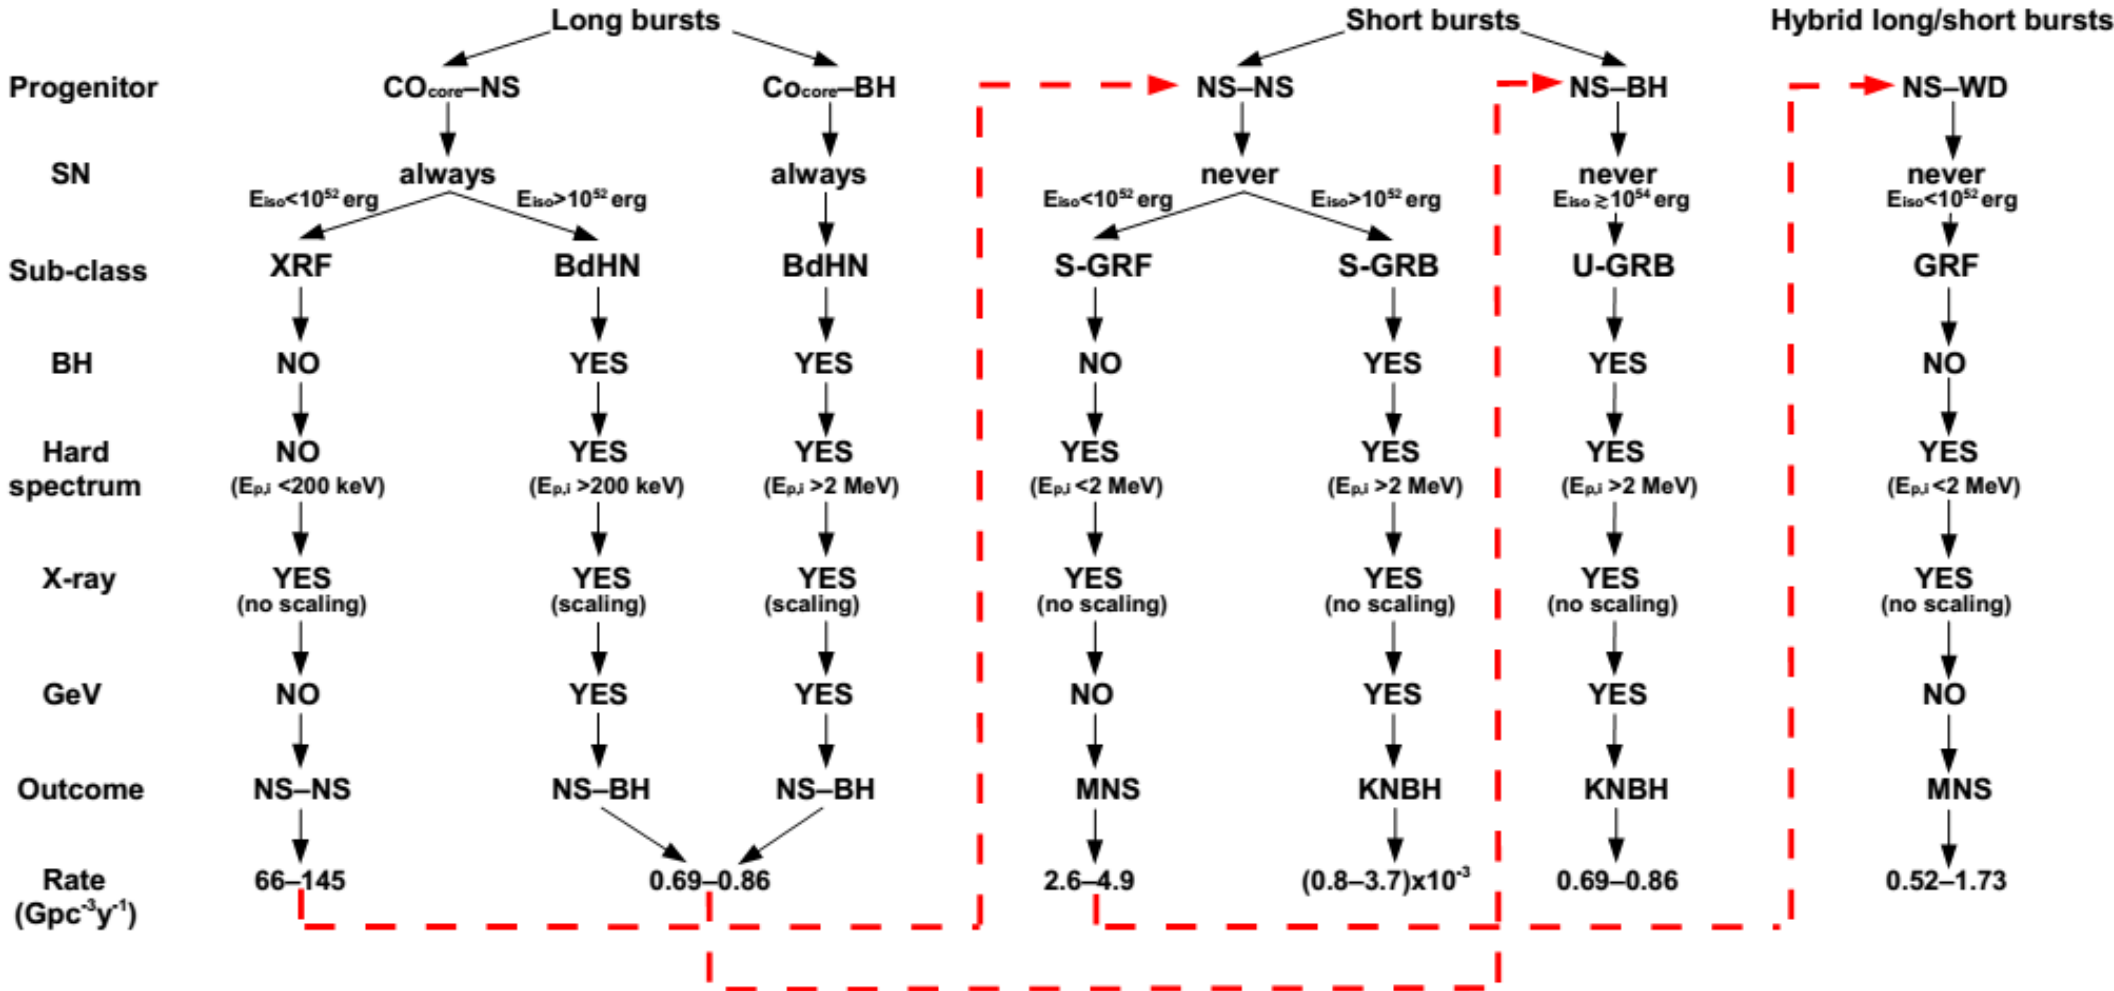 Long bursts Short bursts Hybrid long/short bursts
Progenitor COcore–NS Cocore–BH NS–NS NS–BH NS–WD
SN always always never never never
Eiso<10^52 erg Eiso>10^52 erg Eiso<10^52 erg Eiso>10^52 erg Eiso≳10^54 erg Eiso<10^52 erg
Sub-class XRF BdHN BdHN S-GRF S-GRB U-GRB GRF
BH NO YES YES NO YES YES NO
Hard NO YES YES YES YES YES YES
spectrum (Ep,i <200 keV) (Ep,i >200 keV) (Ep,i >2 MeV) (Ep,i <2 MeV) (Ep,i >2 MeV) (Ep,i >2 MeV) (Ep,i <2 MeV)
X-ray YES YES YES YES YES YES YES
(no scaling) (scaling) (scaling) (no scaling) (no scaling) (no scaling) (no scaling)
GeV NO YES YES NO YES YES NO
Outcome NS–NS NS–BH NS–BH MNS KNBH KNBH MNS
Rate 66–145 0.69–0.86 2.6–4.9 (0.8–3.7)x10^-3 0.69–0.86 0.52–1.73
(Gpc^-3y^-1)